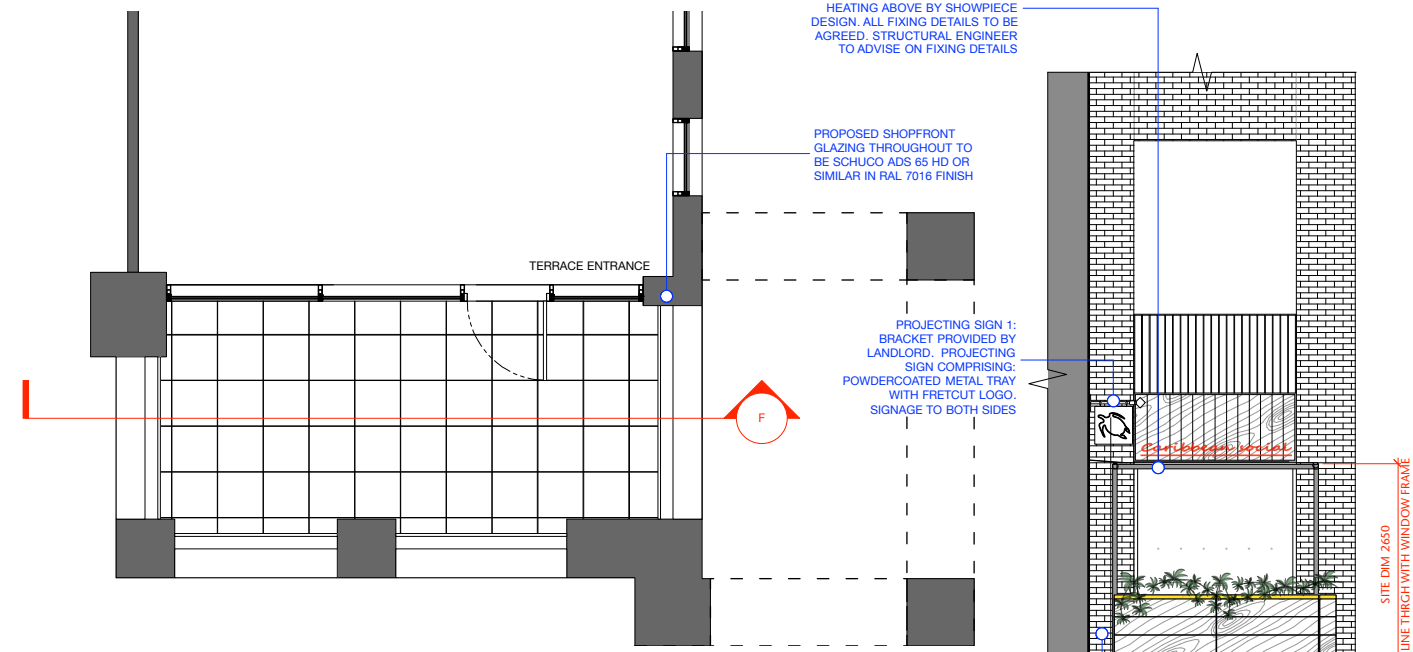 HEATING ABOVE BY SHOWPIECE
DESIGN. ALL FIXING DETAILS TO BE
AGREED. STRUCTURAL ENGINEER
TO ADVISE ON FIXING DETAILS
PROPOSED SHOPFRONT
GLAZING THROUGHOUT TO
BE SCHUCO ADS 65 HD OR
SIMILAR IN RAL 7016 FINISH
TERRACE ENTRANCE
PROJECTING SIGN 1:
BRACKET PROVIDED BY
LANDLORD. PROJECTING
SIGN COMPRISING:
POWDERCOATED METAL TRAY
WITH FRETCUT LOGO.
SIGNAGE TO BOTH SIDES
F
Caribbean social
SITE DIM 2650
LINE THRGH WITH WINDOW FRAME